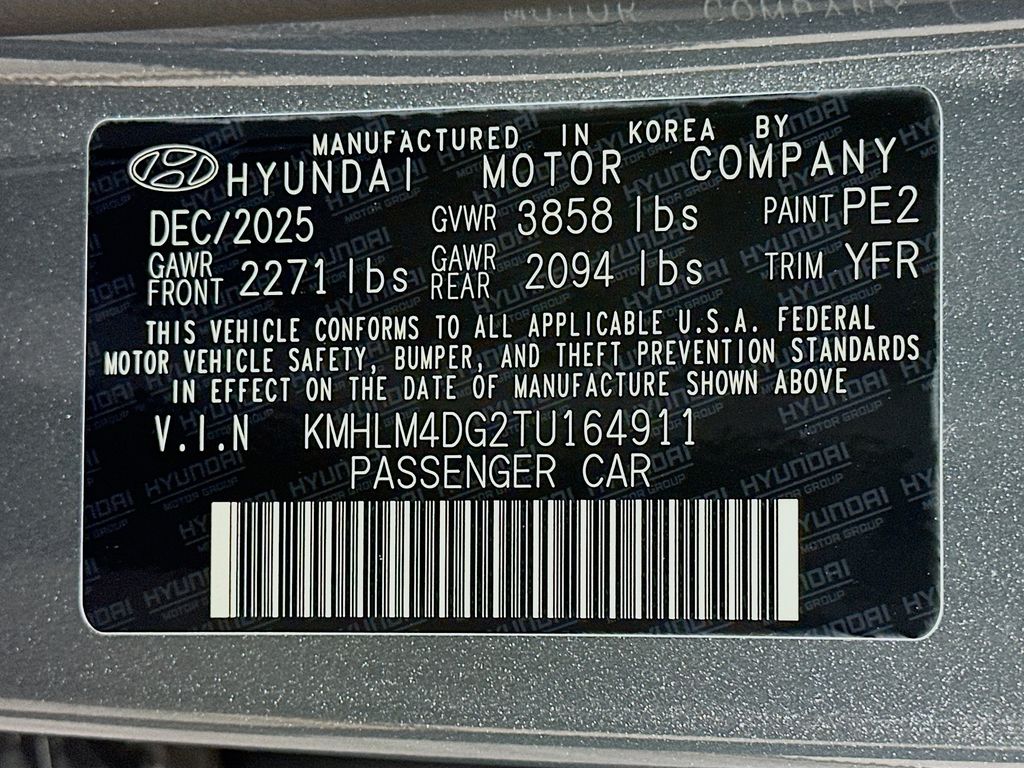 MANUFACTURED IN KOREA BY
HYUNDAI MOTOR COMPANY
DEC/2025 GVWR 3858 lbs PAINT PE2
GAWR FRONT 2271 lbs GAWR REAR 2094 lbs TRIM YFR
THIS VEHICLE CONFORMS TO ALL APPLICABLE U.S.A. FEDERAL
MOTOR VEHICLE SAFETY, BUMPER, AND THEFT PREVENTION STANDARDS
IN EFFECT ON THE DATE OF MANUFACTURE SHOWN ABOVE
V.I.N KMHLM4DG2TU164911
PASSENGER CAR